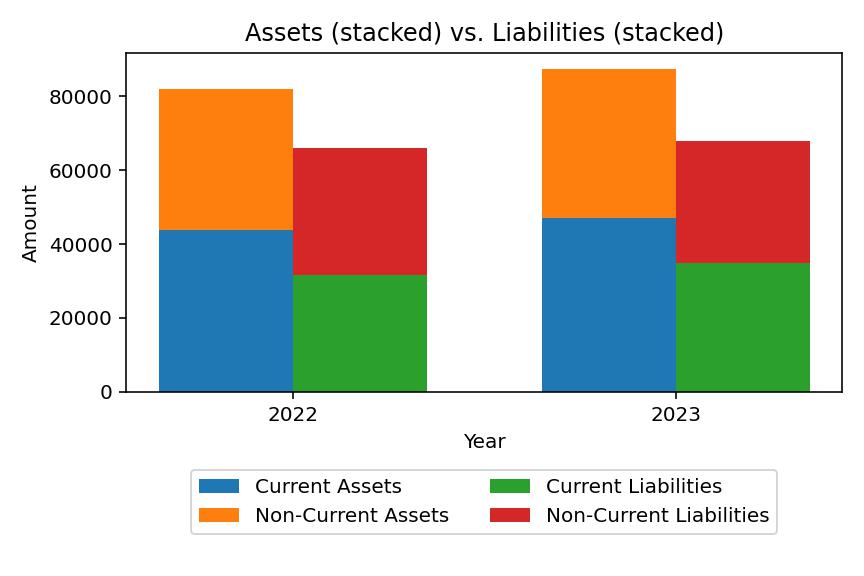 Assets (stacked) vs. Liabilities (stacked)
80000
60000
40000
20000
0
Amount
2022 2023
Year
Current Assets Current Liabilities
Non-Current Assets Non-Current Liabilities